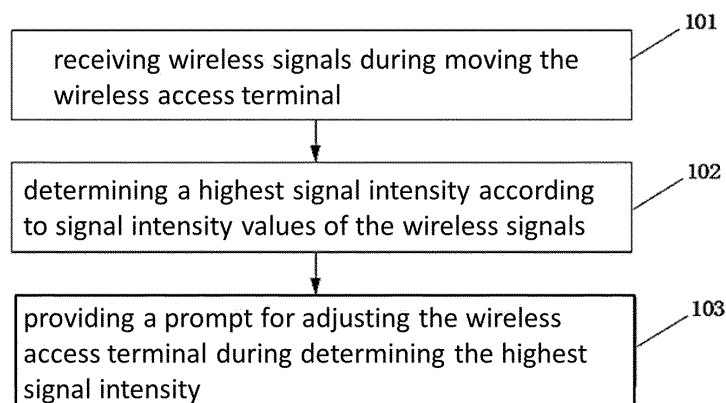 101
receiving wireless signals during moving the
wireless access terminal
102
determining a highest signal intensity according
to signal intensity values of the wireless signals
103
providing a prompt for adjusting the wireless
access terminal during determining the highest
signal intensity